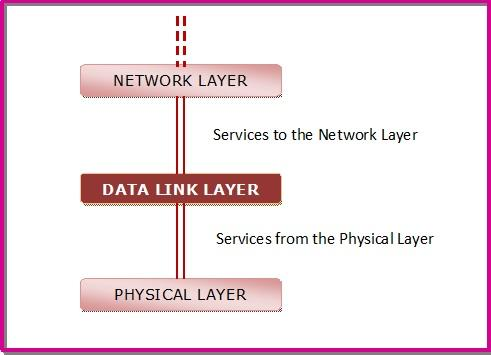 NETWORK LAYER
Services to the Network Layer
DATA LINK LAYER
Services from the Physical Layer
PHYSICAL LAYER